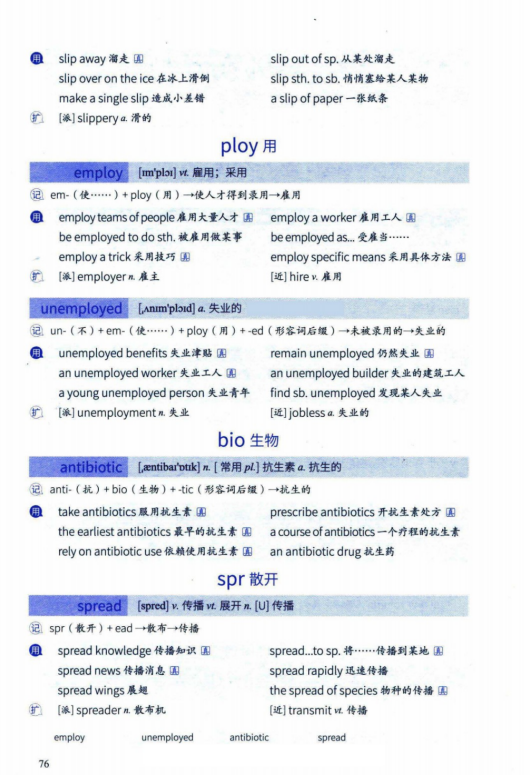 用 slip away 溜走 真 slip out of sp. 从某处溜走
slip over on the ice 在冰上滑倒 slip sth. to sb. 悄悄塞给某人某物
make a single slip 造成小差错 a slip of paper 一张纸条
扩 [派] slippery a. 滑的
ploy 用
employ [ɪm'plɔɪ] vt. 雇用；采用
记 em-（使……）+ ploy（用）→使人才得到录用→雇用
用 employ teams of people 雇用大量人才 真 employ a worker 雇用工人 真
be employed to do sth. 被雇用做某事 be employed as... 受雇当……
employ a trick 采用技巧 真 employ specific means 采用具体方法 真
扩 [派] employer n. 雇主 [近] hire v. 雇用
unemployed [ˌʌnɪm'plɔɪd] a. 失业的
记 un-（不）+ em-（使……）+ ploy（用）+ -ed（形容词后缀）→未被录用的→失业的
用 unemployed benefits 失业津贴 真 remain unemployed 仍然失业 真
an unemployed worker 失业工人 真 an unemployed builder 失业的建筑工人
a young unemployed person 失业青年 find sb. unemployed 发现某人失业
扩 [派] unemployment n. 失业 [近] jobless a. 失业的
bio 生物
antibiotic [ˌæntibaɪ'ɒtɪk] n. [常用 pl.] 抗生素 a. 抗生的
记 anti-（抗）+ bio（生物）+ -tic（形容词后缀）→抗生的
用 take antibiotics 服用抗生素 真 prescribe antibiotics 开抗生素处方 真
the earliest antibiotics 最早的抗生素 真 a course of antibiotics 一个疗程的抗生素
rely on antibiotic use 依赖使用抗生素 真 an antibiotic drug 抗生药
spr 散开
spread [spred] v. 传播 vt. 展开 n. [U] 传播
记 spr（散开）+ ead →散布→传播
用 spread knowledge 传播知识 真 spread...to sp. 将……传播到某地 真
spread news 传播消息 真 spread rapidly 迅速传播
spread wings 展翅 the spread of species 物种的传播 真
扩 [派] spreader n. 散布机 [近] transmit vt. 传播
employ unemployed antibiotic spread
76